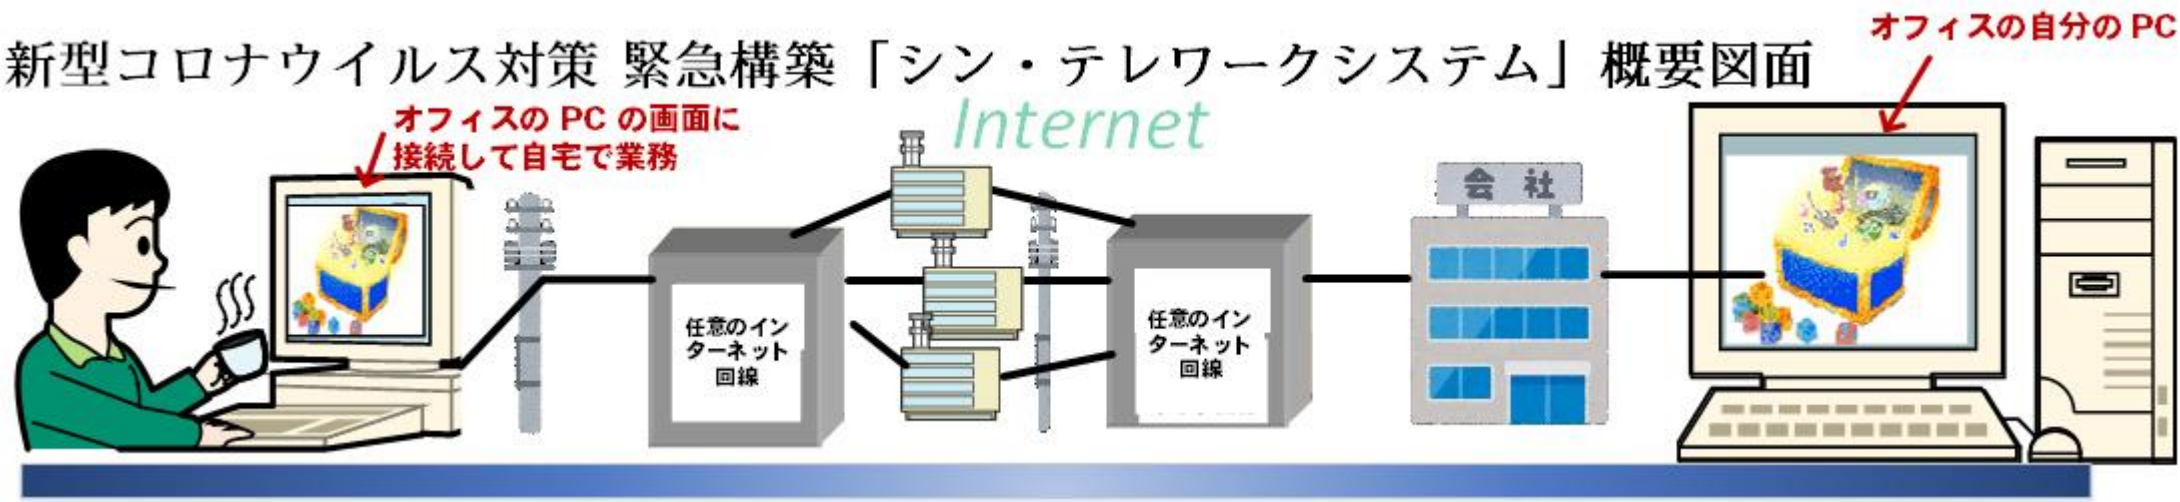 オフィスの自分の PC
新型コロナウイルス対策 緊急構築「シン・テレワークシステム」概要図面
Internet
オフィスの PC の画面に
接続して自宅で業務
会社
任意のイン
ターネット
回線
任意のイン
ターネット
回線